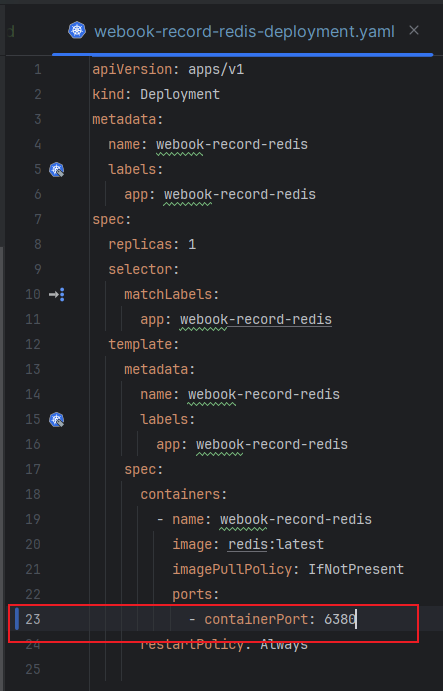 d webook-record-redis-deployment.yaml ×
1 apiVersion: apps/v1
2 kind: Deployment
3 metadata:
4   name: webook-record-redis
5   labels:
6     app: webook-record-redis
7 spec:
8   replicas: 1
9   selector:
10     matchLabels:
11       app: webook-record-redis
12   template:
13     metadata:
14       name: webook-record-redis
15       labels:
16         app: webook-record-redis
17     spec:
18       containers:
19         - name: webook-record-redis
20           image: redis:latest
21           imagePullPolicy: IfNotPresent
22           ports:
23             - containerPort: 6380
24       restartPolicy: Always
25